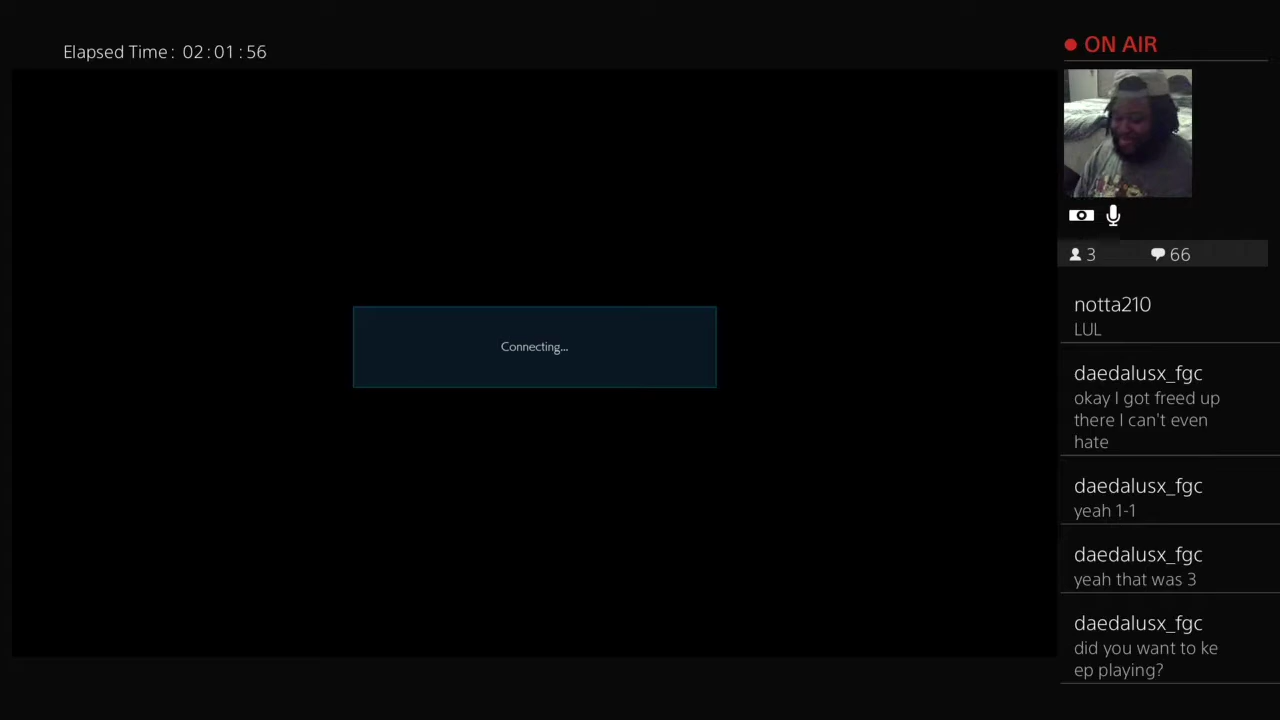 Elapsed Time: 02:01:56
ON AIR
3 66
Connecting...
notta210
LUL
daedalusx_fgc
okay I got freed up
there I can't even
hate
daedalusx_fgc
yeah 1-1
daedalusx_fgc
yeah that was 3
daedalusx_fgc
did you want to ke
ep playing?